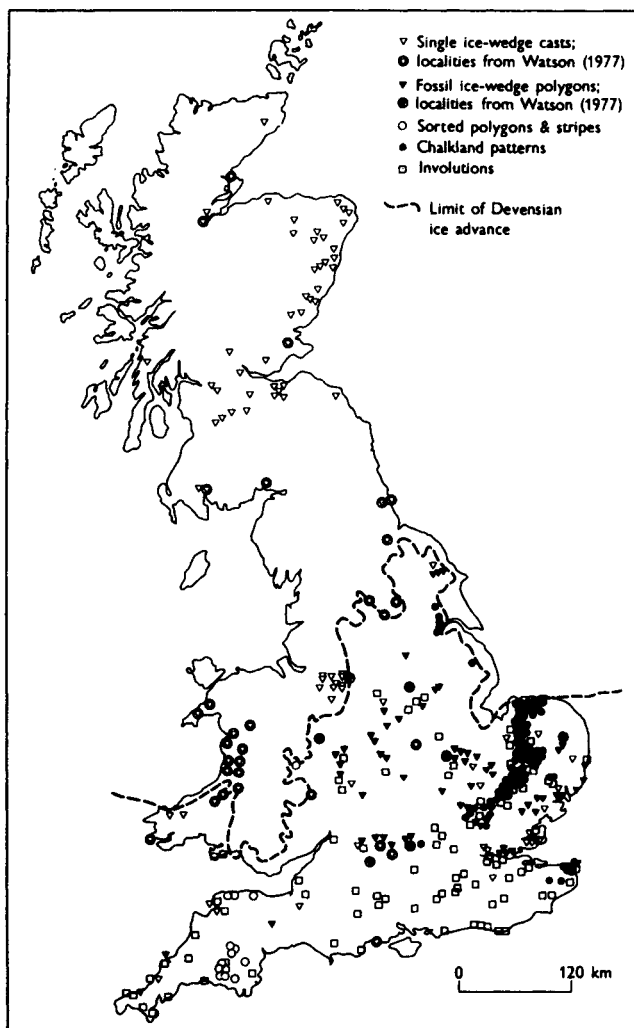 Single ice-wedge casts;
localities from Watson (1977)
Fossil ice-wedge polygons;
localities from Watson (1977)
Sorted polygons & stripes
Chalkland patterns
Involutions
Limit of Devensian
ice advance
0 120 km